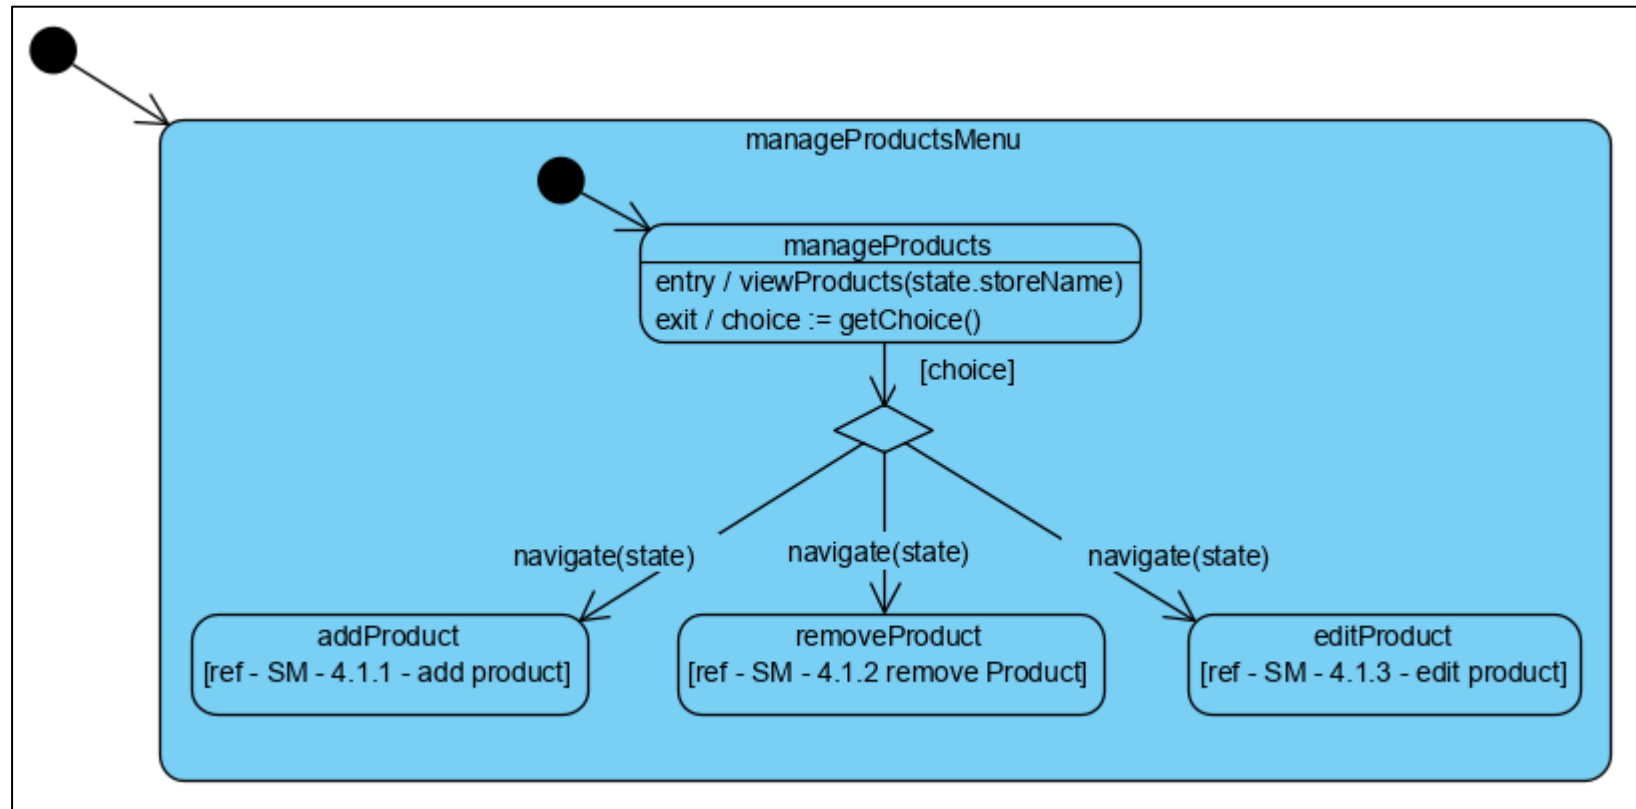 manageProductsMenu
manageProducts
entry / viewProducts(state.storeName)
exit / choice := getChoice()
[choice]
navigate(state)
navigate(state)
navigate(state)
addProduct
[ref - SM - 4.1.1 - add product]
removeProduct
[ref - SM - 4.1.2 remove Product]
editProduct
[ref - SM - 4.1.3 - edit product]